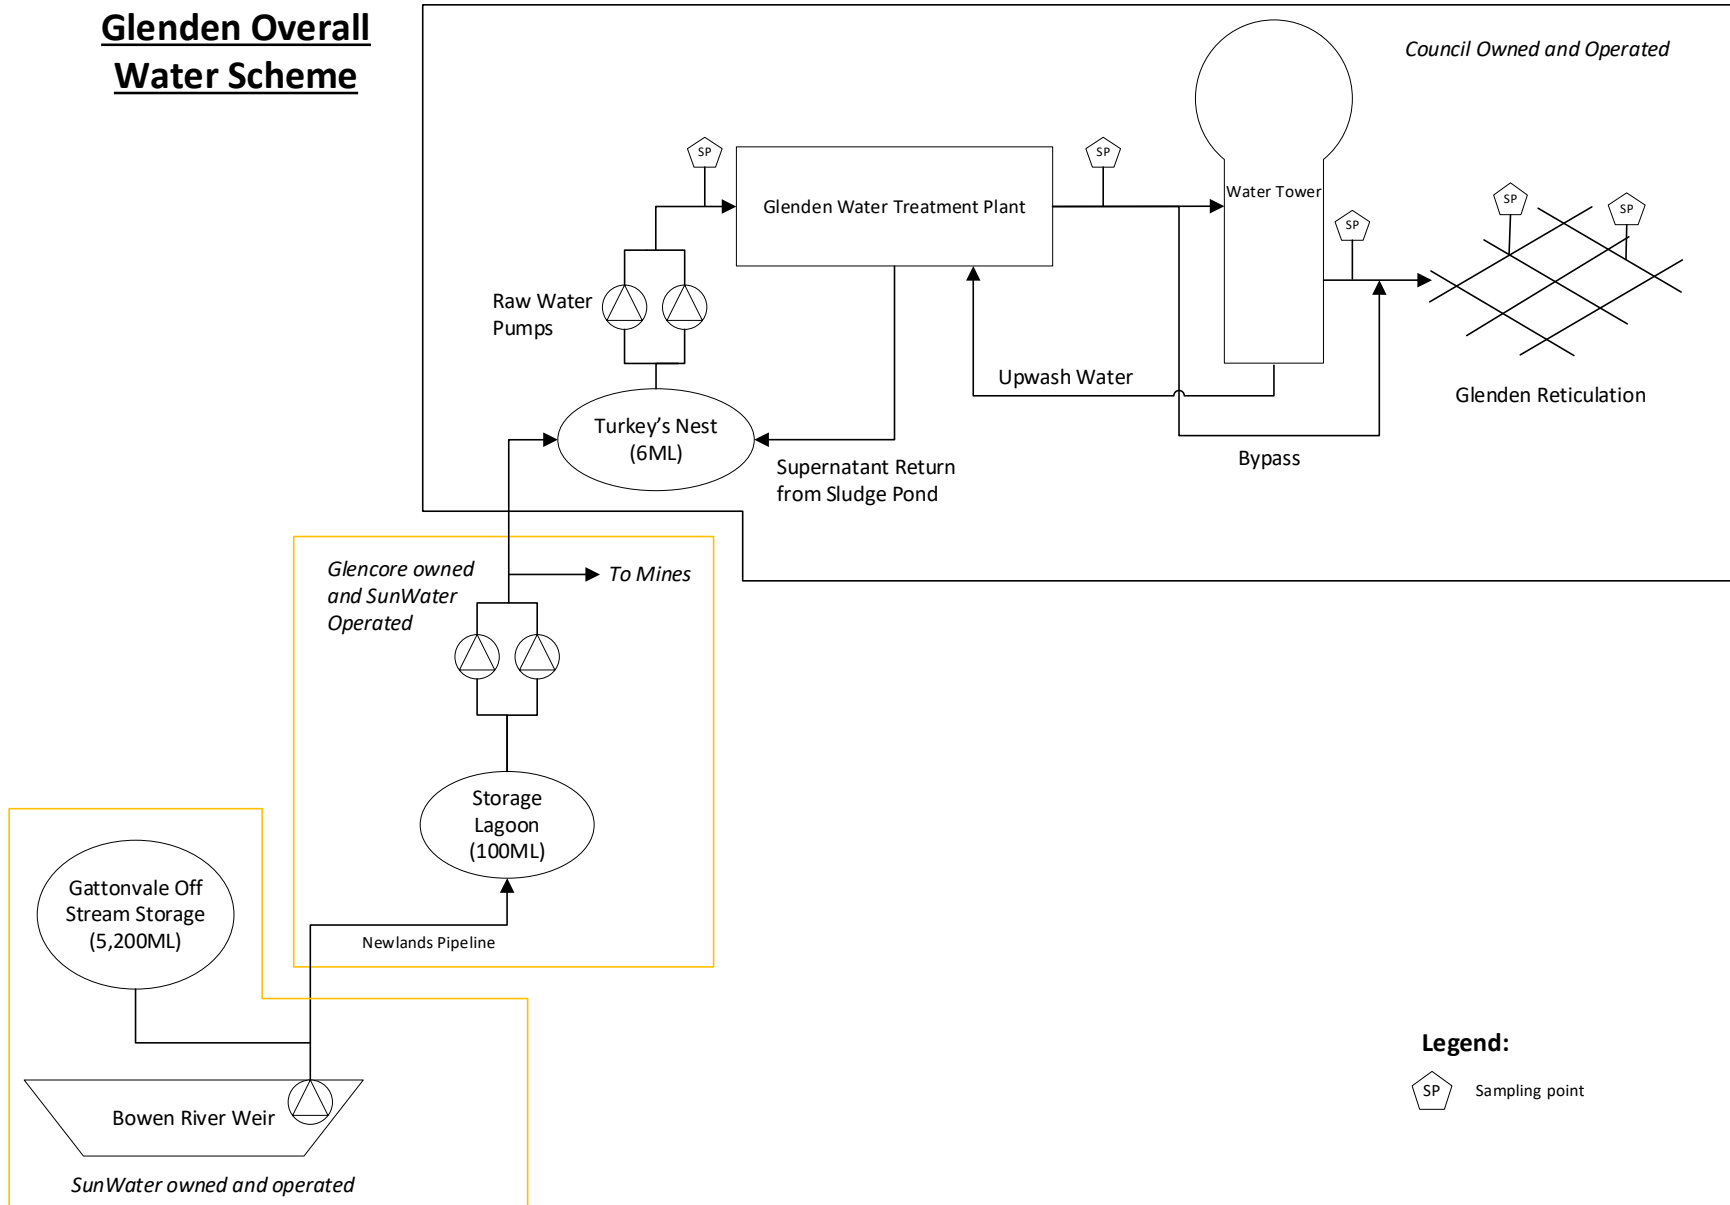 Glenden Overall
Water Scheme
Council Owned and Operated
SP
SP
Glenden Water Treatment Plant
Water Tower
SP
SP
SP
Raw Water
Pumps
Upwash Water
Glenden Reticulation
Turkey’s Nest
(6ML)
Supernatant Return
from Sludge Pond
Bypass
Glencore owned
and SunWater
Operated
To Mines
Storage
Lagoon
(100ML)
Gattonvale Off
Stream Storage
(5,200ML)
Newlands Pipeline
Bowen River Weir
SunWater owned and operated
Legend:
SP
Sampling point